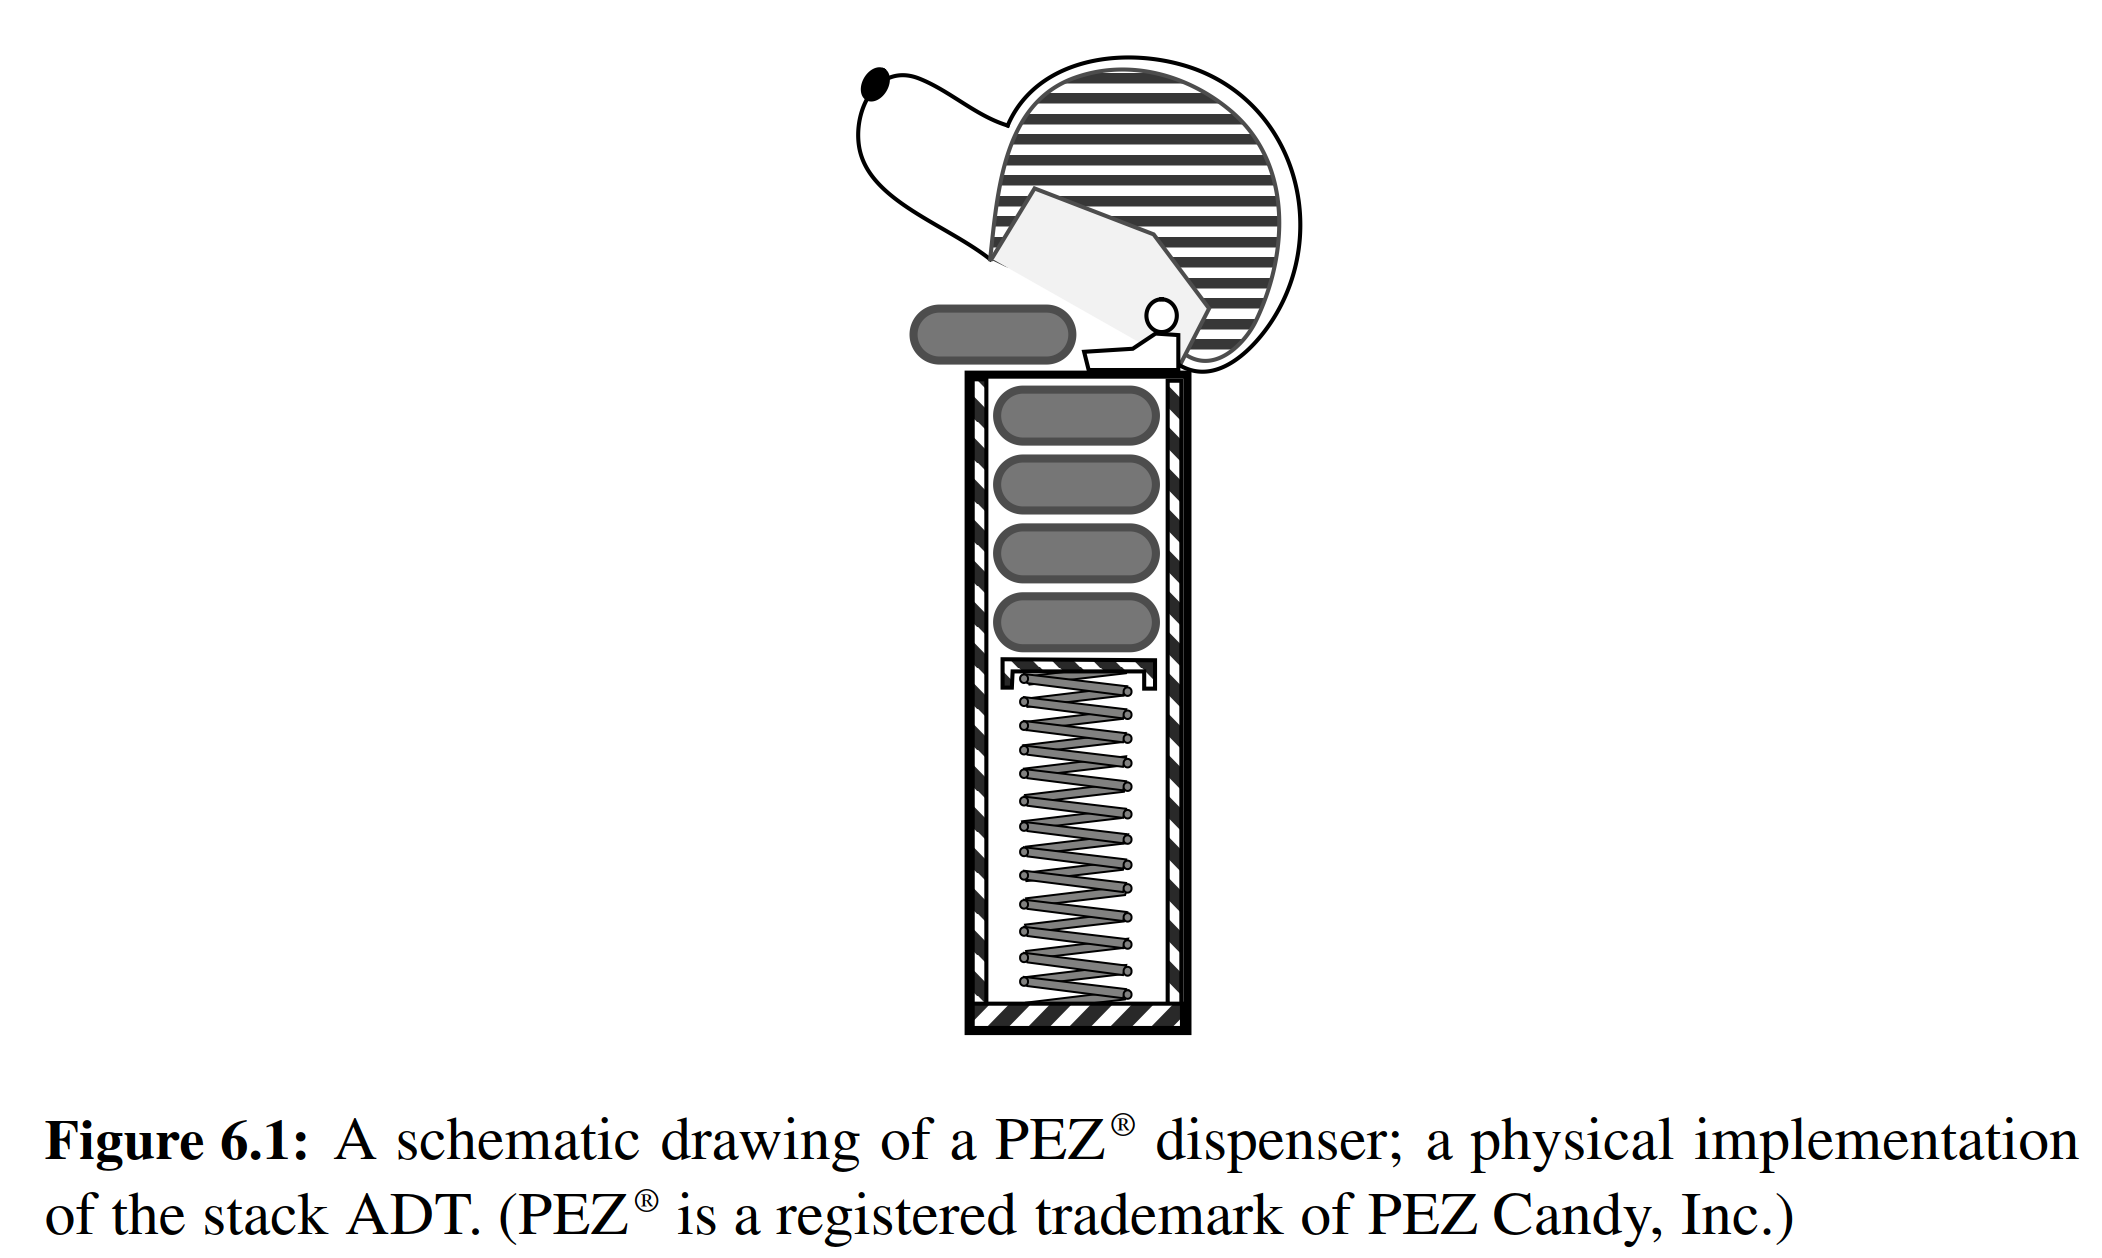 Figure 6.1: A schematic drawing of a PEZ® dispenser; a physical implementation
of the stack ADT. (PEZ® is a registered trademark of PEZ Candy, Inc.)